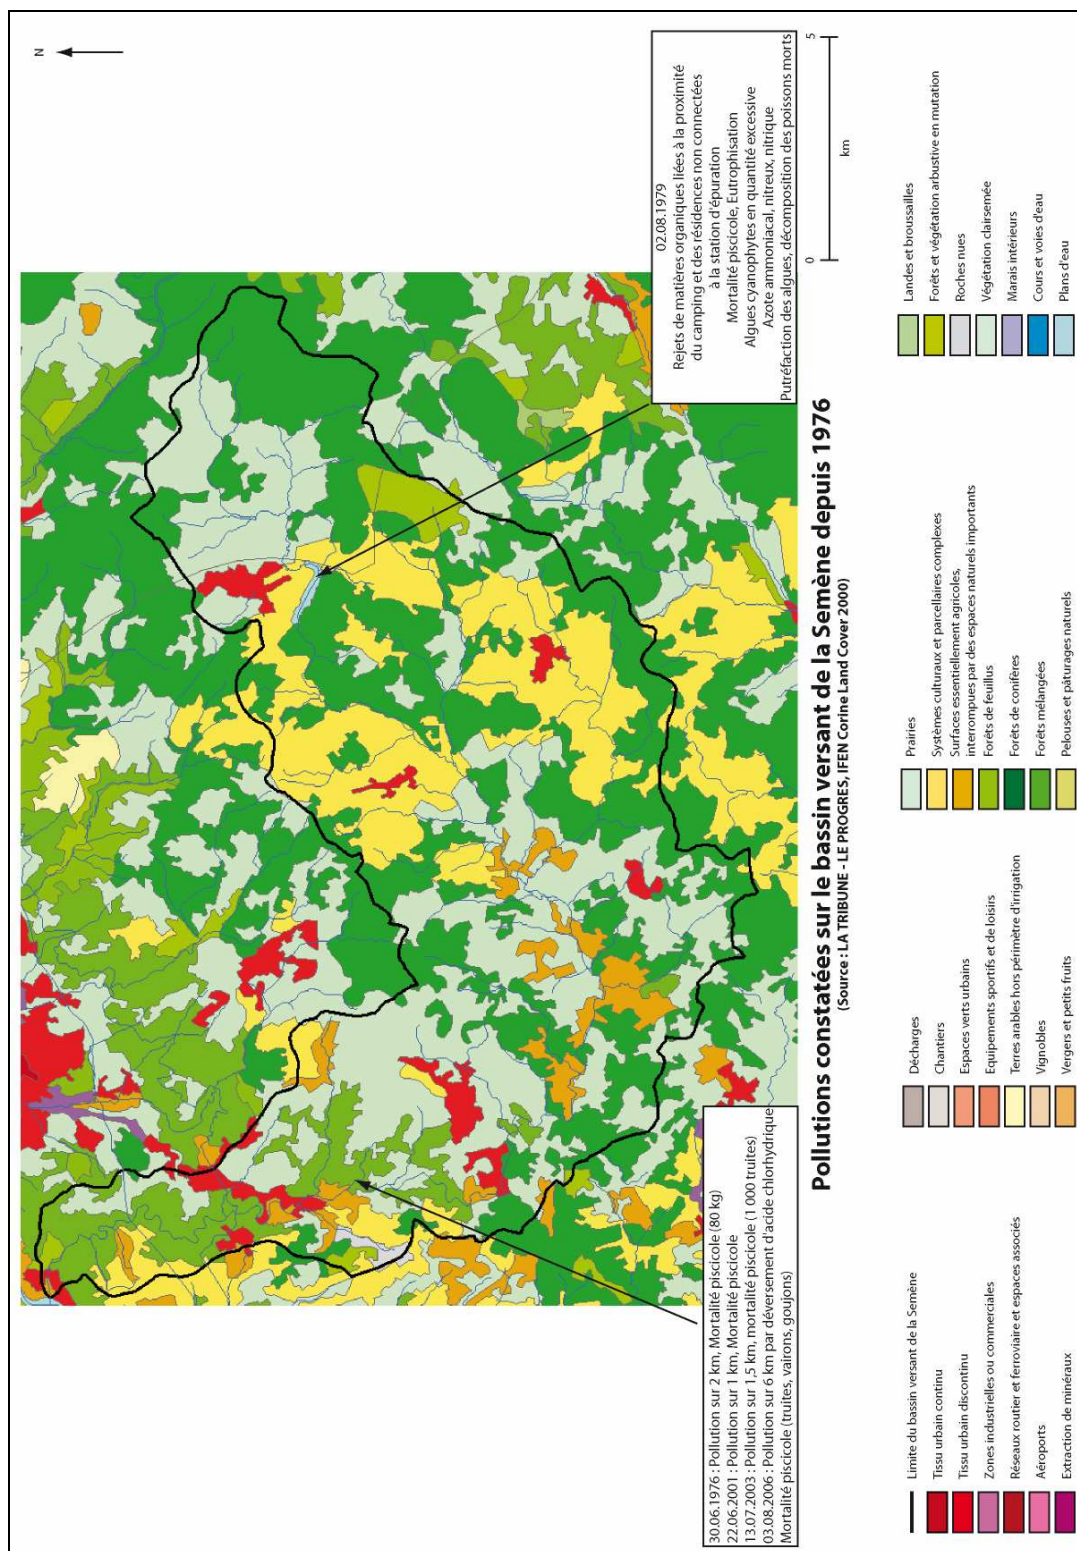 N
02.08.1979
Rejets de matières organiques liées à la proximité
du camping et des résidences non connectées
à la station d'épuration
Mortalité piscicole, Eutrophisation
Algues cyanophytes en quantité excessive
Azote ammoniacal, nitreux, nitrique
Putréfaction des algues, décomposition des poissons morts
30.06.1976 : Pollution sur 2 km, Mortalité piscicole (80 kg)
22.06.2001 : Pollution sur 1 km, Mortalité piscicole
13.07.2003 : Pollution sur 1,5 km, mortalité piscicole (1 000 truites)
03.08.2006 : Pollution sur 6 km par déversement d'acide chlorhydrique
Mortalité piscicole (truites, vairons, goujons)
0 5
km
Pollutions constatées sur le bassin versant de la Semène depuis 1976
(Source : LA TRIBUNE - LE PROGRES, IFEN Corine Land Cover 2000)
Limite du bassin versant de la Semène
Tissu urbain continu
Tissu urbain discontinu
Zones industrielles ou commerciales
Réseaux routier et ferroviaire et espaces associés
Aéroports
Extraction de minéraux
Décharges
Chantiers
Espaces verts urbains
Equipements sportifs et de loisirs
Terres arables hors périmètre d'irrigation
Vignobles
Vergers et petits fruits
Prairies
Systèmes culturaux et parcellaires complexes
Surfaces essentiellement agricoles,
interrompues par des espaces naturels importants
Forêts de feuillus
Forêts de conifères
Forêts mélangées
Pelouses et pâturages naturels
Landes et broussailles
Forêts et végétation arbustive en mutation
Roches nues
Végétation clairsemée
Marais intérieurs
Cours et voies d'eau
Plans d'eau